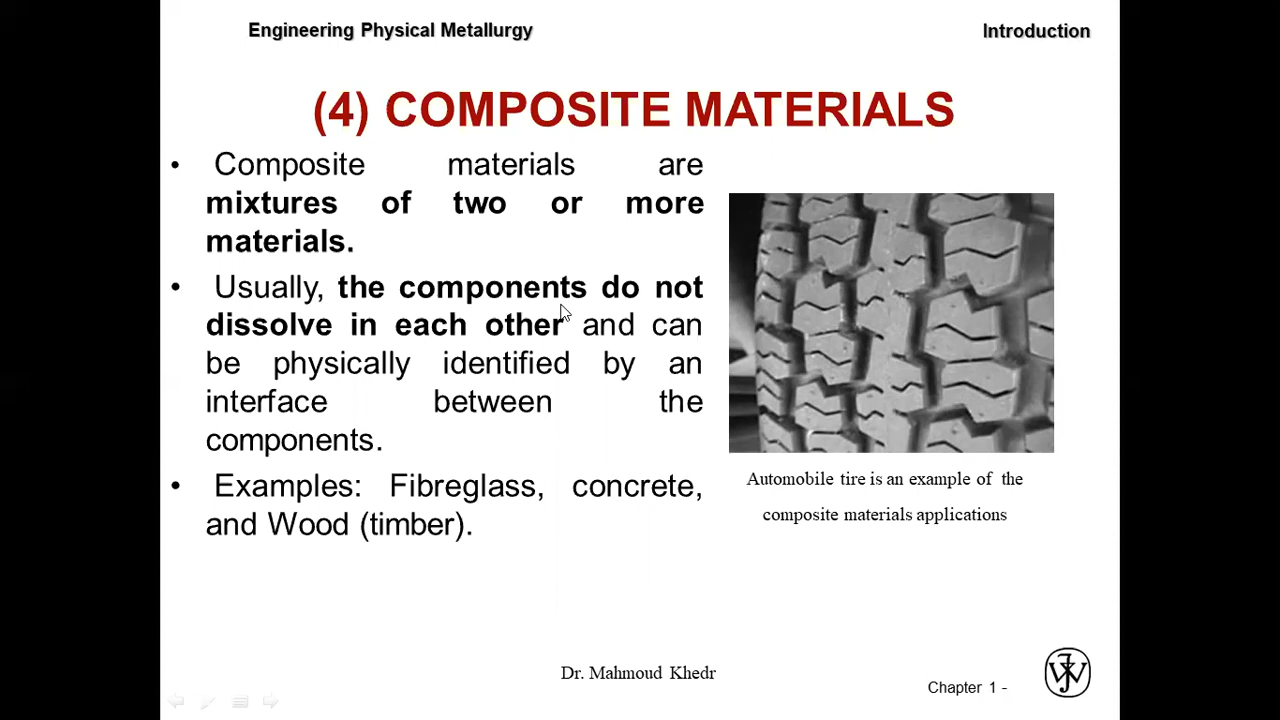 Engineering Physical Metallurgy
Introduction
(4) COMPOSITE MATERIALS
• Composite materials are
mixtures of two or more
materials.
• Usually, the components do not
dissolve in each other and can
be physically identified by an
interface between the
components.
• Examples: Fibreglass, concrete,
and Wood (timber).
Automobile tire is an example of the
composite materials applications
Dr. Mahmoud Khedr
Chapter 1 -